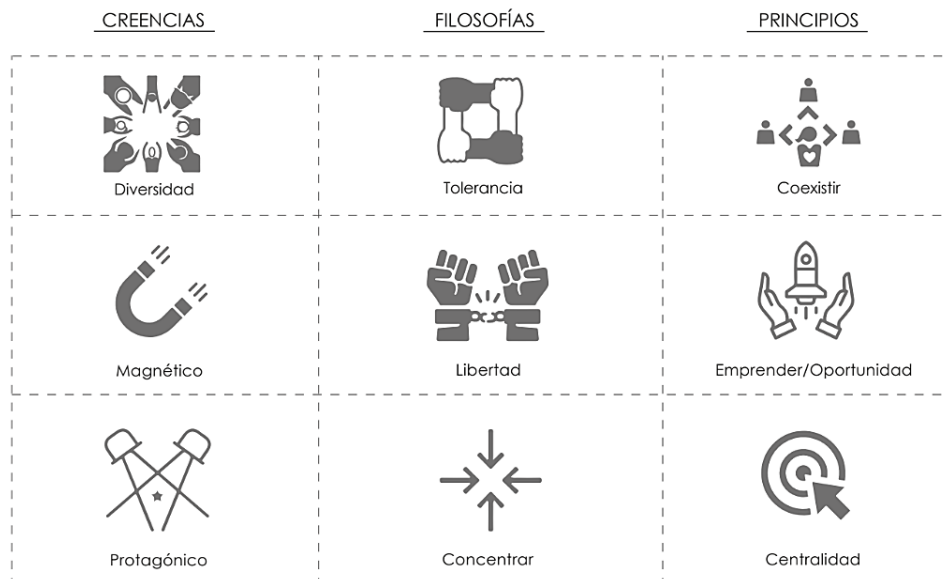 CREENCIAS
FILOSOFÍAS
PRINCIPIOS
Diversidad
Tolerancia
Coexistir
Magnético
Libertad
Emprender/Oportunidad
Protagónico
Concentrar
Centralidad